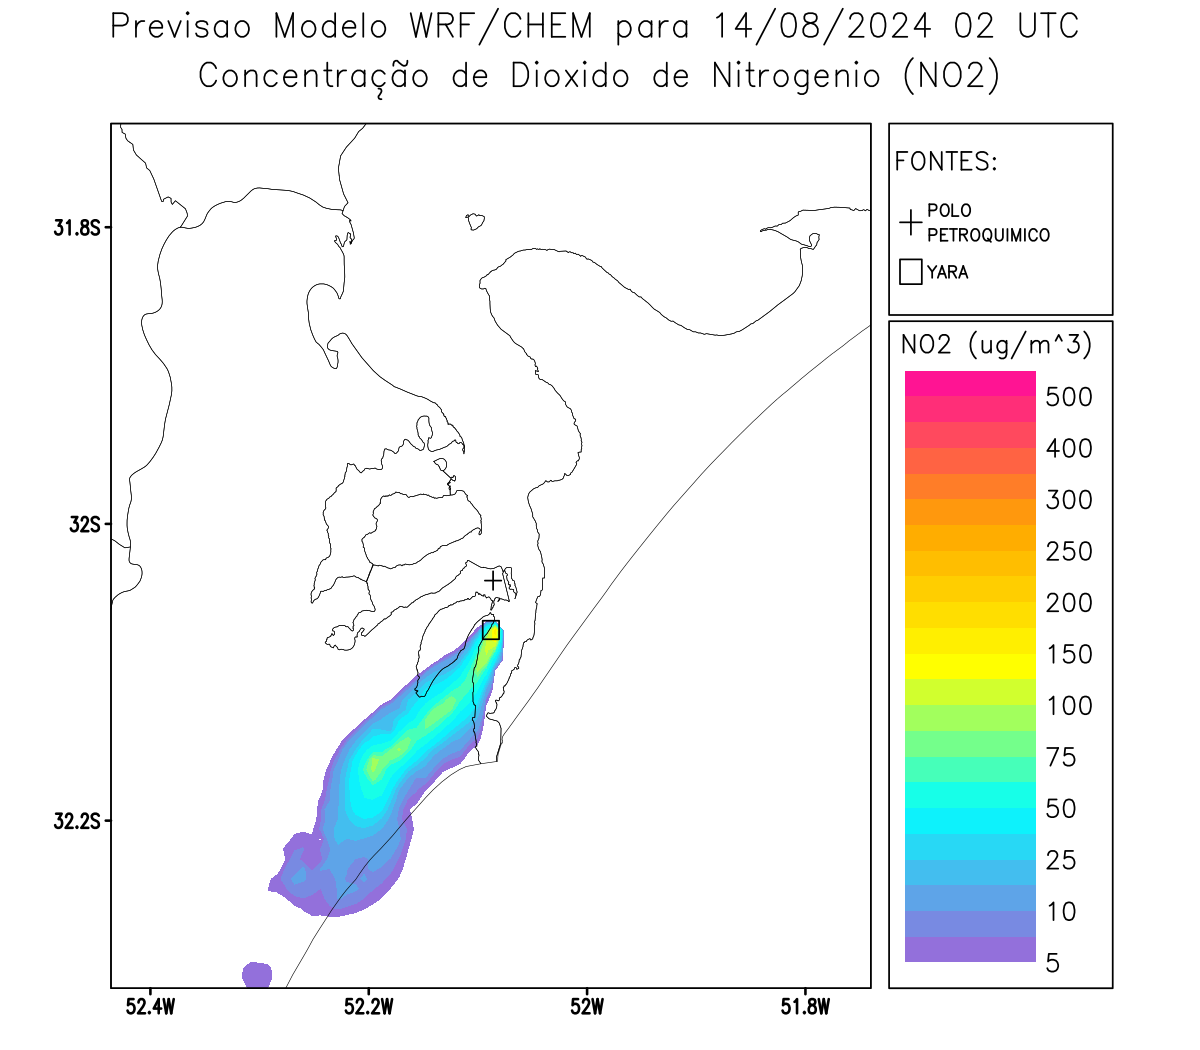 Previsao Modelo WRF/CHEM para 14/08/2024 02 UTC
Concentração de Dioxido de Nitrogenio (NO2)
FONTES:
POLO
PETROQUIMICO
YARA
NO2 (ug/m^3)
500
400
300
250
200
150
100
75
50
25
10
5
31.8S
32S
32.2S
52.4W
52.2W
52W
51.8W